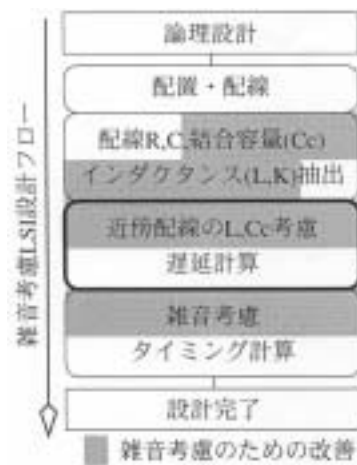 雑音考慮LSI設計フロー
論理設計
配置・配線
配線R,C,結合容量(Cc)
インダクタンス(L,K)抽出
近傍配線のL,Cc考慮
遅延計算
雑音考慮
タイミング計算
設計完了
雑音考慮のための改善